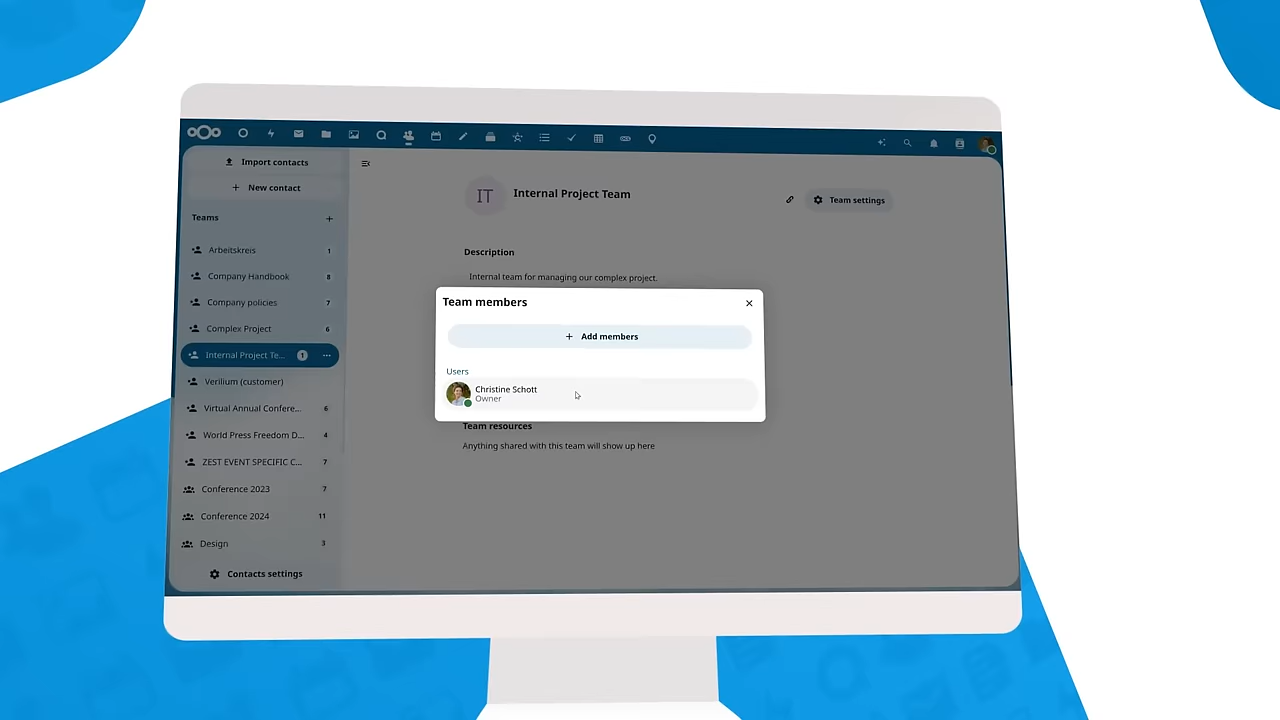 Import contacts
New contact
Teams
Arbeitskreis 1
Company Handbook 8
Company policies 7
Complex Project 6
Internal Project Te... 1
Verilium (customer)
Virtual Annual Confere... 6
World Press Freedom D... 4
ZEST EVENT SPECIFIC C... 7
Conference 2023 7
Conference 2024 11
Design 3
Contacts settings
IT Internal Project Team
Team settings
Description
Internal team for managing our complex project.
Team members
Add members
Users
Christine Schott
Owner
Team resources
Anything shared with this team will show up here